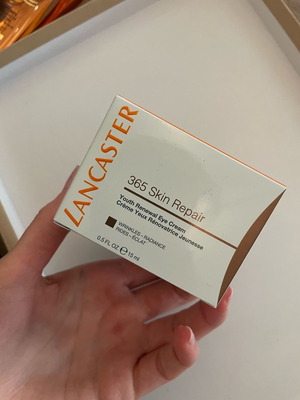 LANCASTER
365 Skin Repair
Youth Renewal Eye Cream
Crème Yeux Rénovatrice Jeunesse
WRINKLES - RADIANCE
RIDES - ÉCLAT
0.5 FL OZ ℮ 15 ml